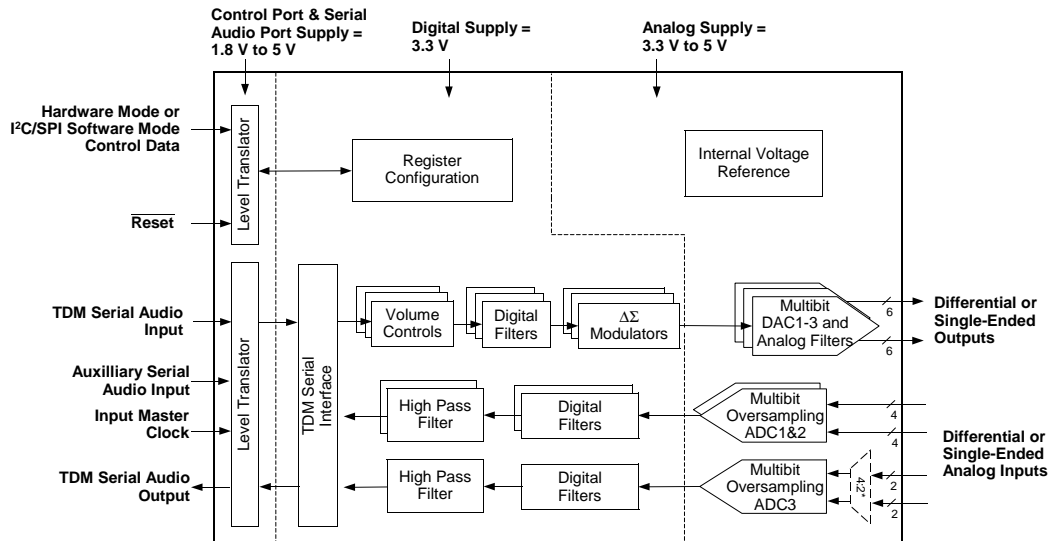 Control Port & Serial
Audio Port Supply =
1.8 V to 5 V
Digital Supply =
3.3 V
Analog Supply =
3.3 V to 5 V
Hardware Mode or
I²C/SPI Software Mode
Control Data
Reset
Level Translator
Register
Configuration
Internal Voltage
Reference
TDM Serial Audio
Input
Auxilliary Serial
Audio Input
Input Master
Clock
TDM Serial Audio
Output
Level Translator
TDM Serial
Interface
Volume
Controls
Digital
Filters
ΔΣ
Modulators
Multibit
DAC1-3 and
Analog Filters
6
6
Differential or
Single-Ended
Outputs
High Pass
Filter
Digital
Filters
Multibit
Oversampling
ADC1&2
4
4
High Pass
Filter
Digital
Filters
Multibit
Oversampling
ADC3
4:2*
2
2
Differential or
Single-Ended
Analog Inputs